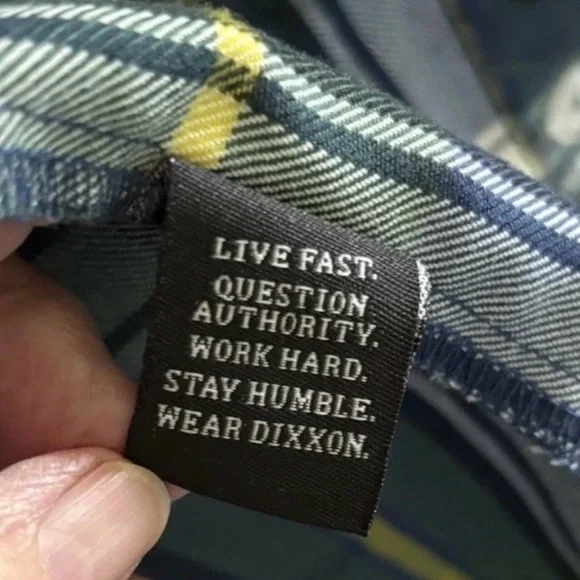 LIVE FAST.
QUESTION
AUTHORITY.
WORK HARD.
STAY HUMBLE.
WEAR DIXXON.